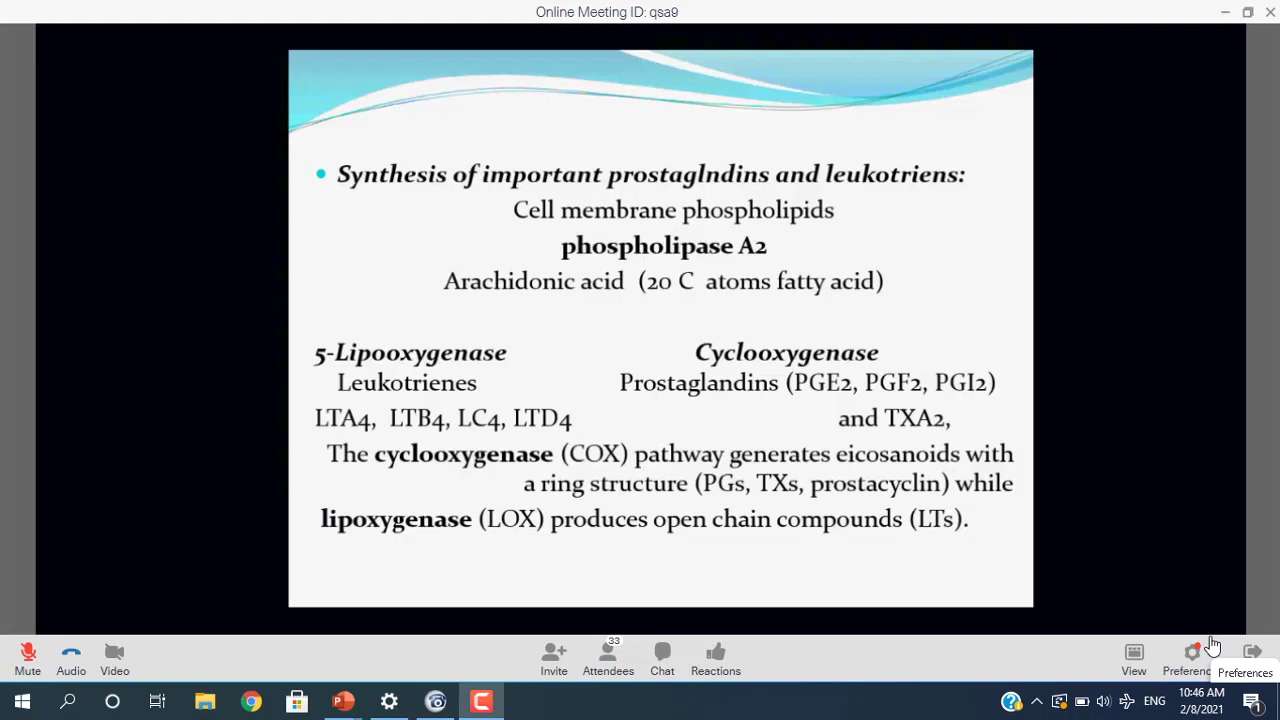 Online Meeting ID: qsa9
Synthesis of important prostaglndins and leukotriens:
Cell membrane phospholipids
phospholipase A2
Arachidonic acid (20 C atoms fatty acid)
5-Lipooxygenase Cyclooxygenase
Leukotrienes Prostaglandins (PGE2, PGF2, PGI2)
LTA4, LTB4, LC4, LTD4 and TXA2,
The cyclooxygenase (COX) pathway generates eicosanoids with
a ring structure (PGs, TXs, prostacyclin) while
lipoxygenase (LOX) produces open chain compounds (LTs).
33
Mute Audio Video Invite Attendees Chat Reactions View Preferenc
Preferences
ENG
10:46 AM
2/8/2021
1